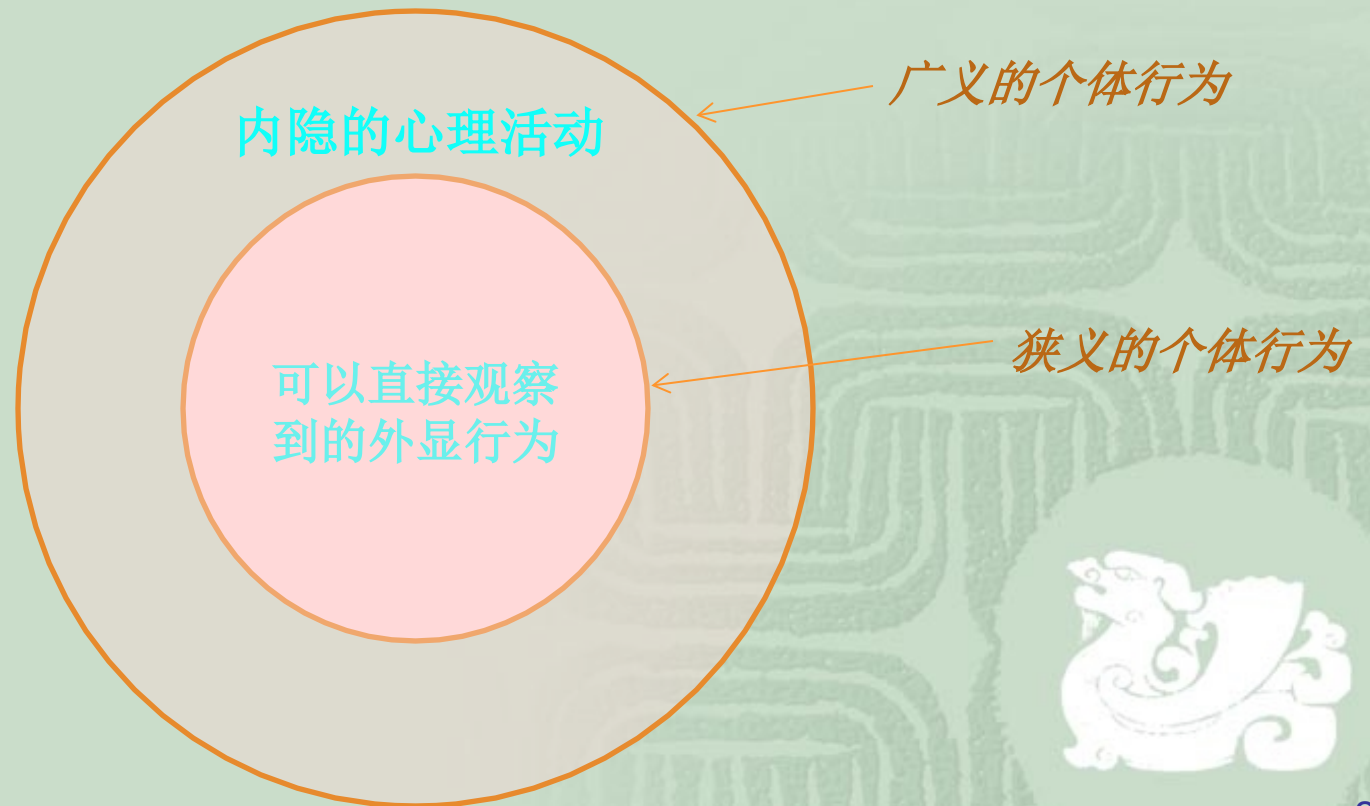 广义的个体行为
内隐的心理活动
狭义的个体行为
可以直接观察
到的外显行为